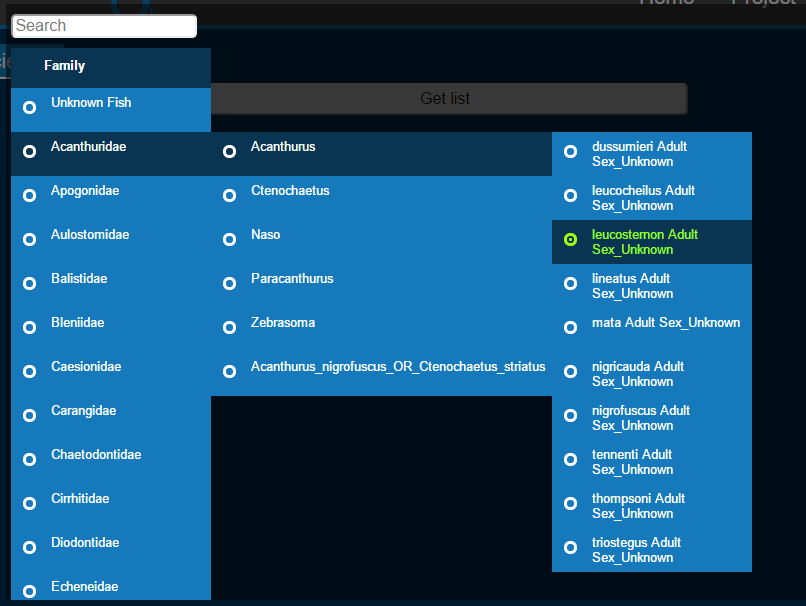 Home Project
Search
Family
Get list
Unknown Fish
Acanthuridae
Apogonidae
Aulostomidae
Balistidae
Bleniidae
Caesionidae
Carangidae
Chaetodontidae
Cirrhitidae
Diodontidae
Echeneidae
Acanthurus
Ctenochaetus
Naso
Paracanthurus
Zebrasoma
Acanthurus_nigrofuscus_OR_Ctenochaetus_striatus
dussumieri Adult
Sex_Unknown
leucocheilus Adult
Sex_Unknown
leucosternon Adult
Sex_Unknown
lineatus Adult
Sex_Unknown
mata Adult Sex_Unknown
nigricauda Adult
Sex_Unknown
nigrofuscus Adult
Sex_Unknown
tennenti Adult
Sex_Unknown
thompsoni Adult
Sex_Unknown
triostegus Adult
Sex_Unknown